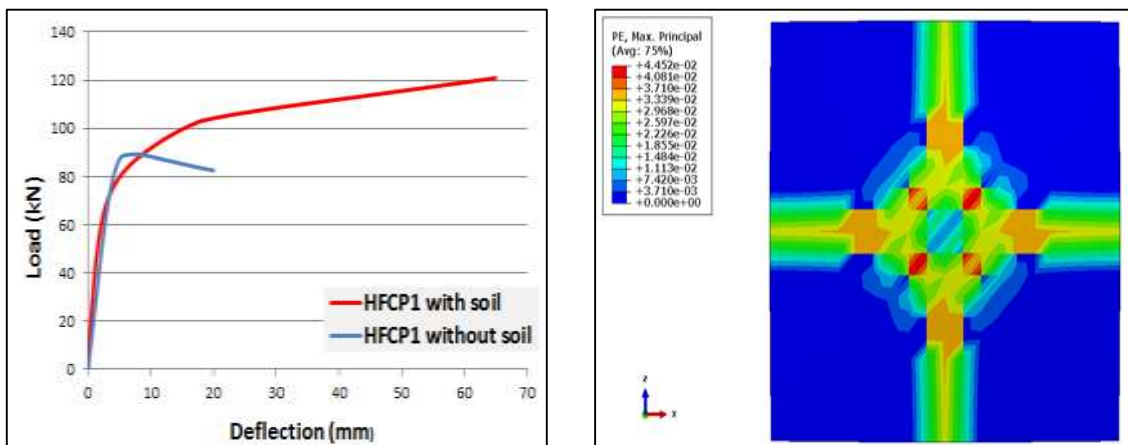 140
120
100
80
60
40
20
0
Load (kN)
HFCP1 with soil
HFCP1 without soil
0 10 20 30 40 50 60 70
Deflection (mm)
PE, Max. Principal
(Avg: 75%)
+4.452e-02
+4.081e-02
+3.710e-02
+3.339e-02
+2.968e-02
+2.597e-02
+2.226e-02
+1.855e-02
+1.484e-02
+1.113e-02
+7.420e-03
+3.710e-03
+0.000e+00
z
x